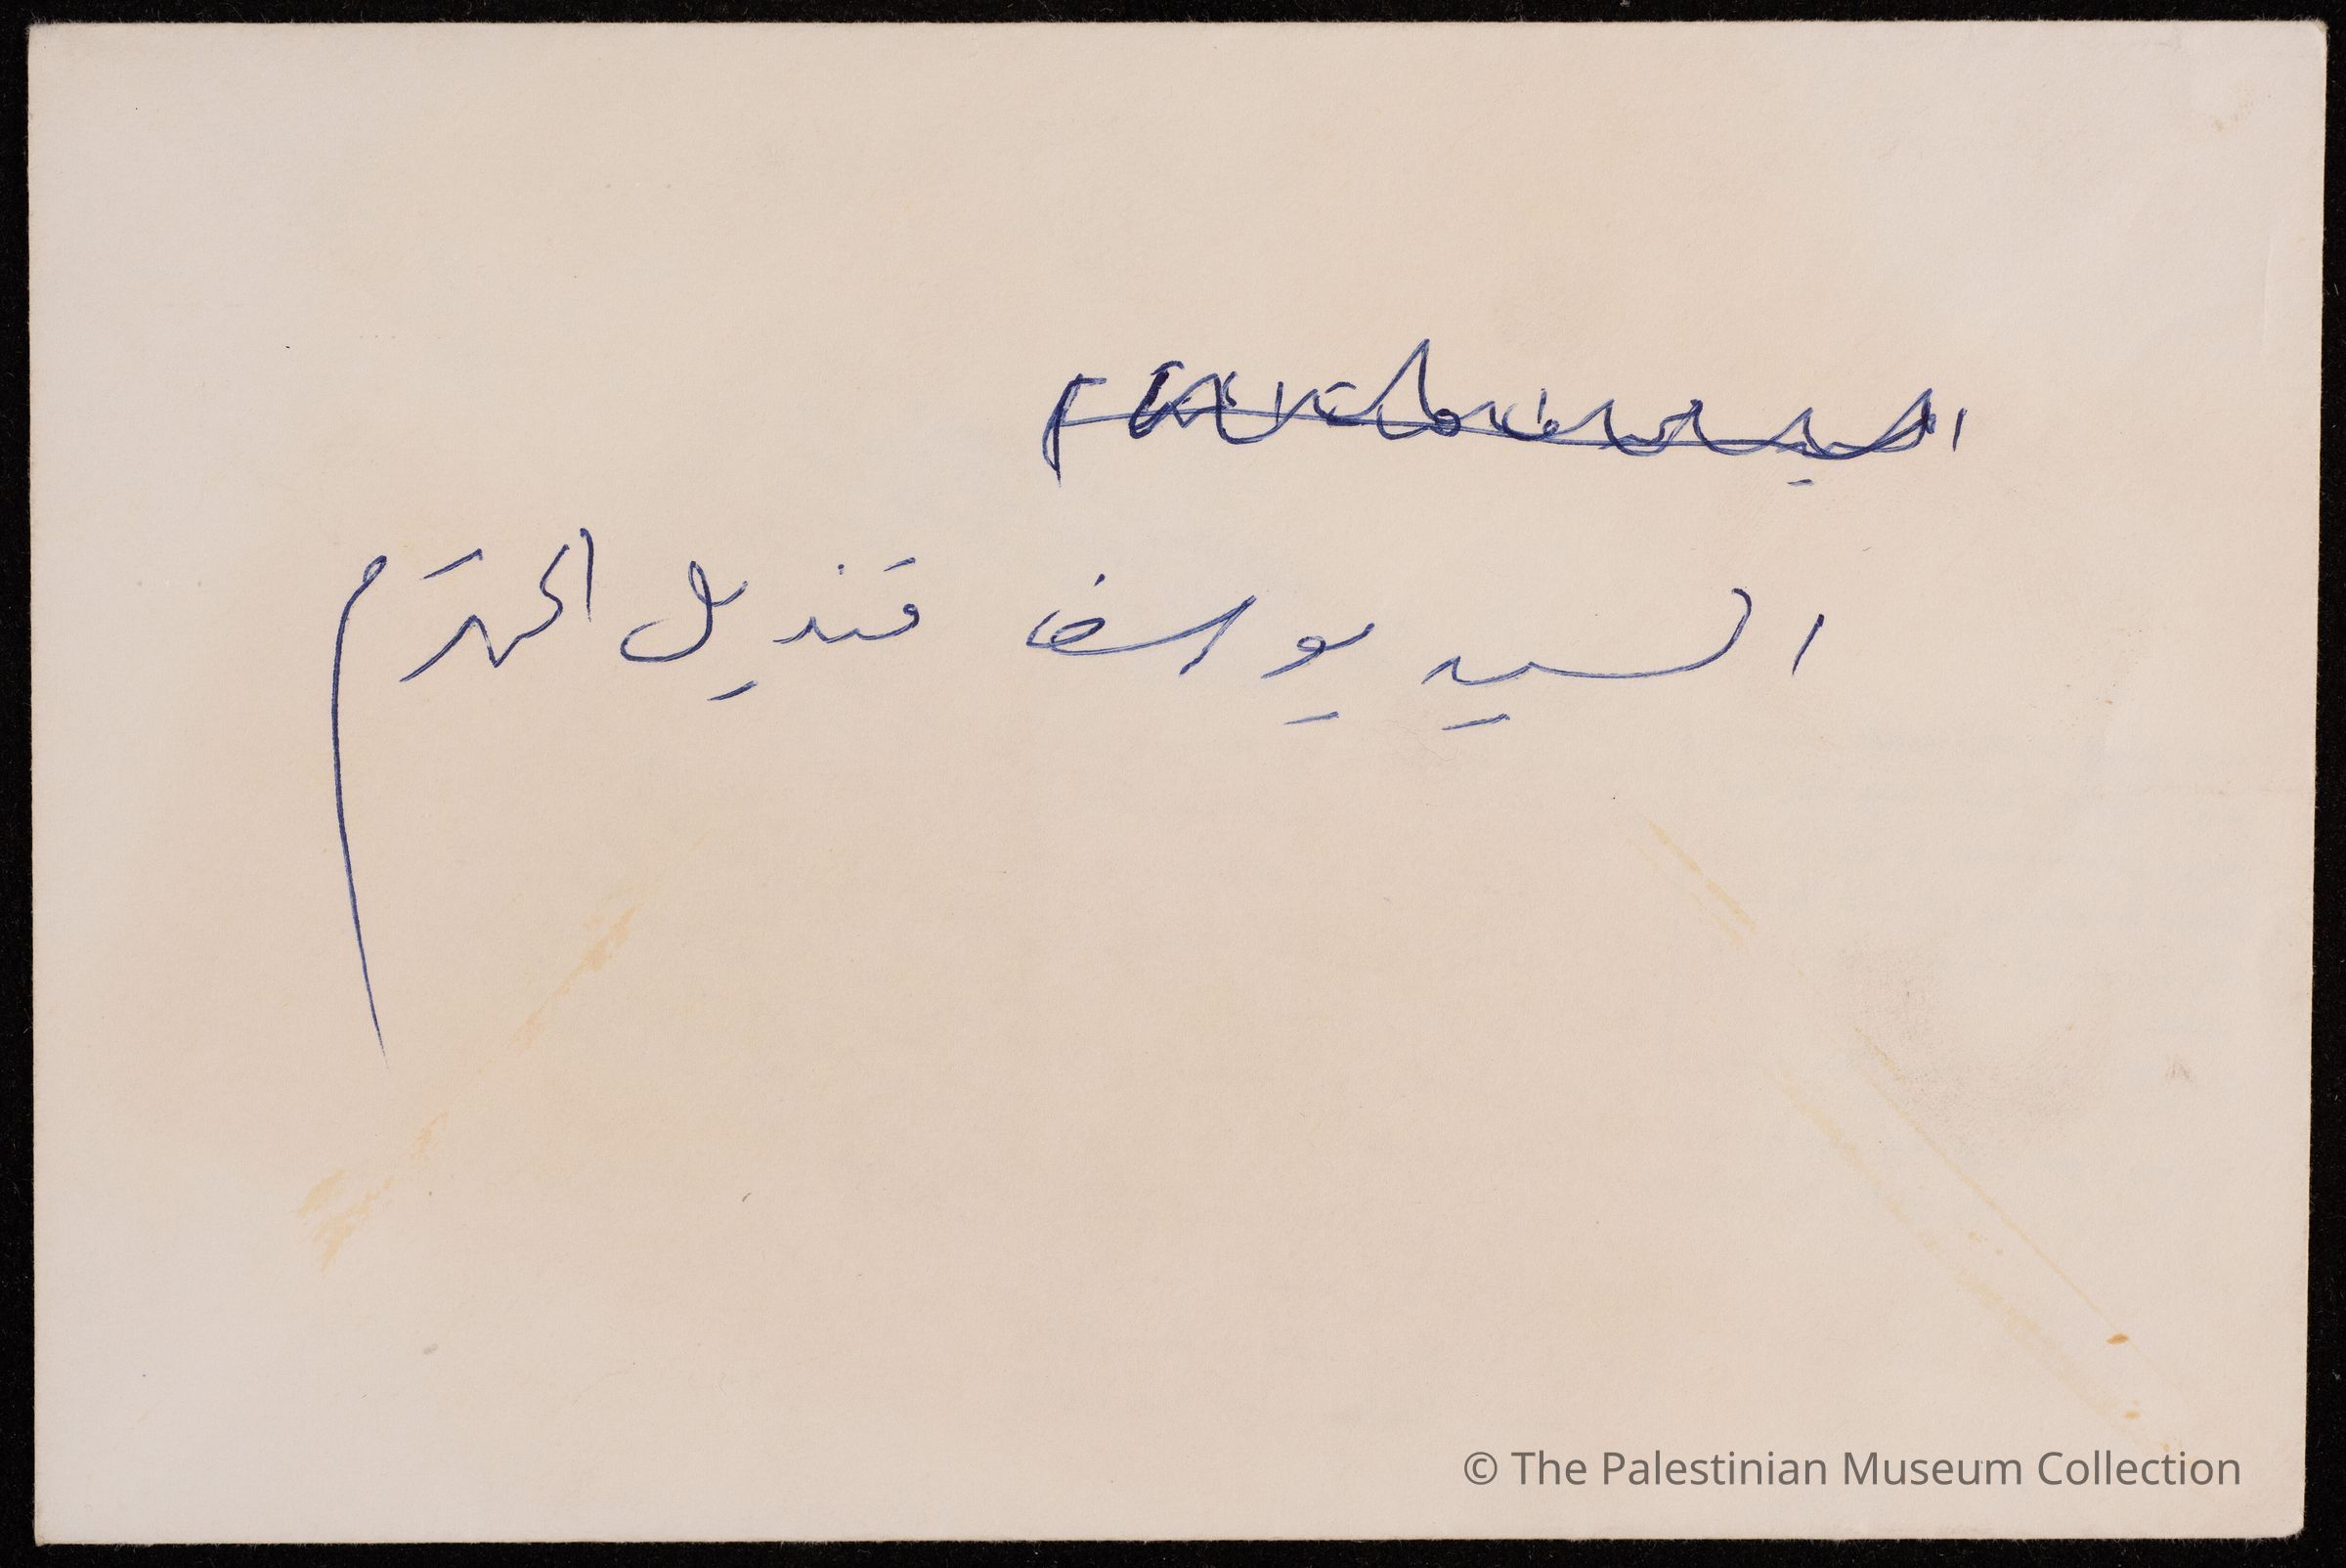 السيد يوسف قنديل المحترم
© The Palestinian Museum Collection